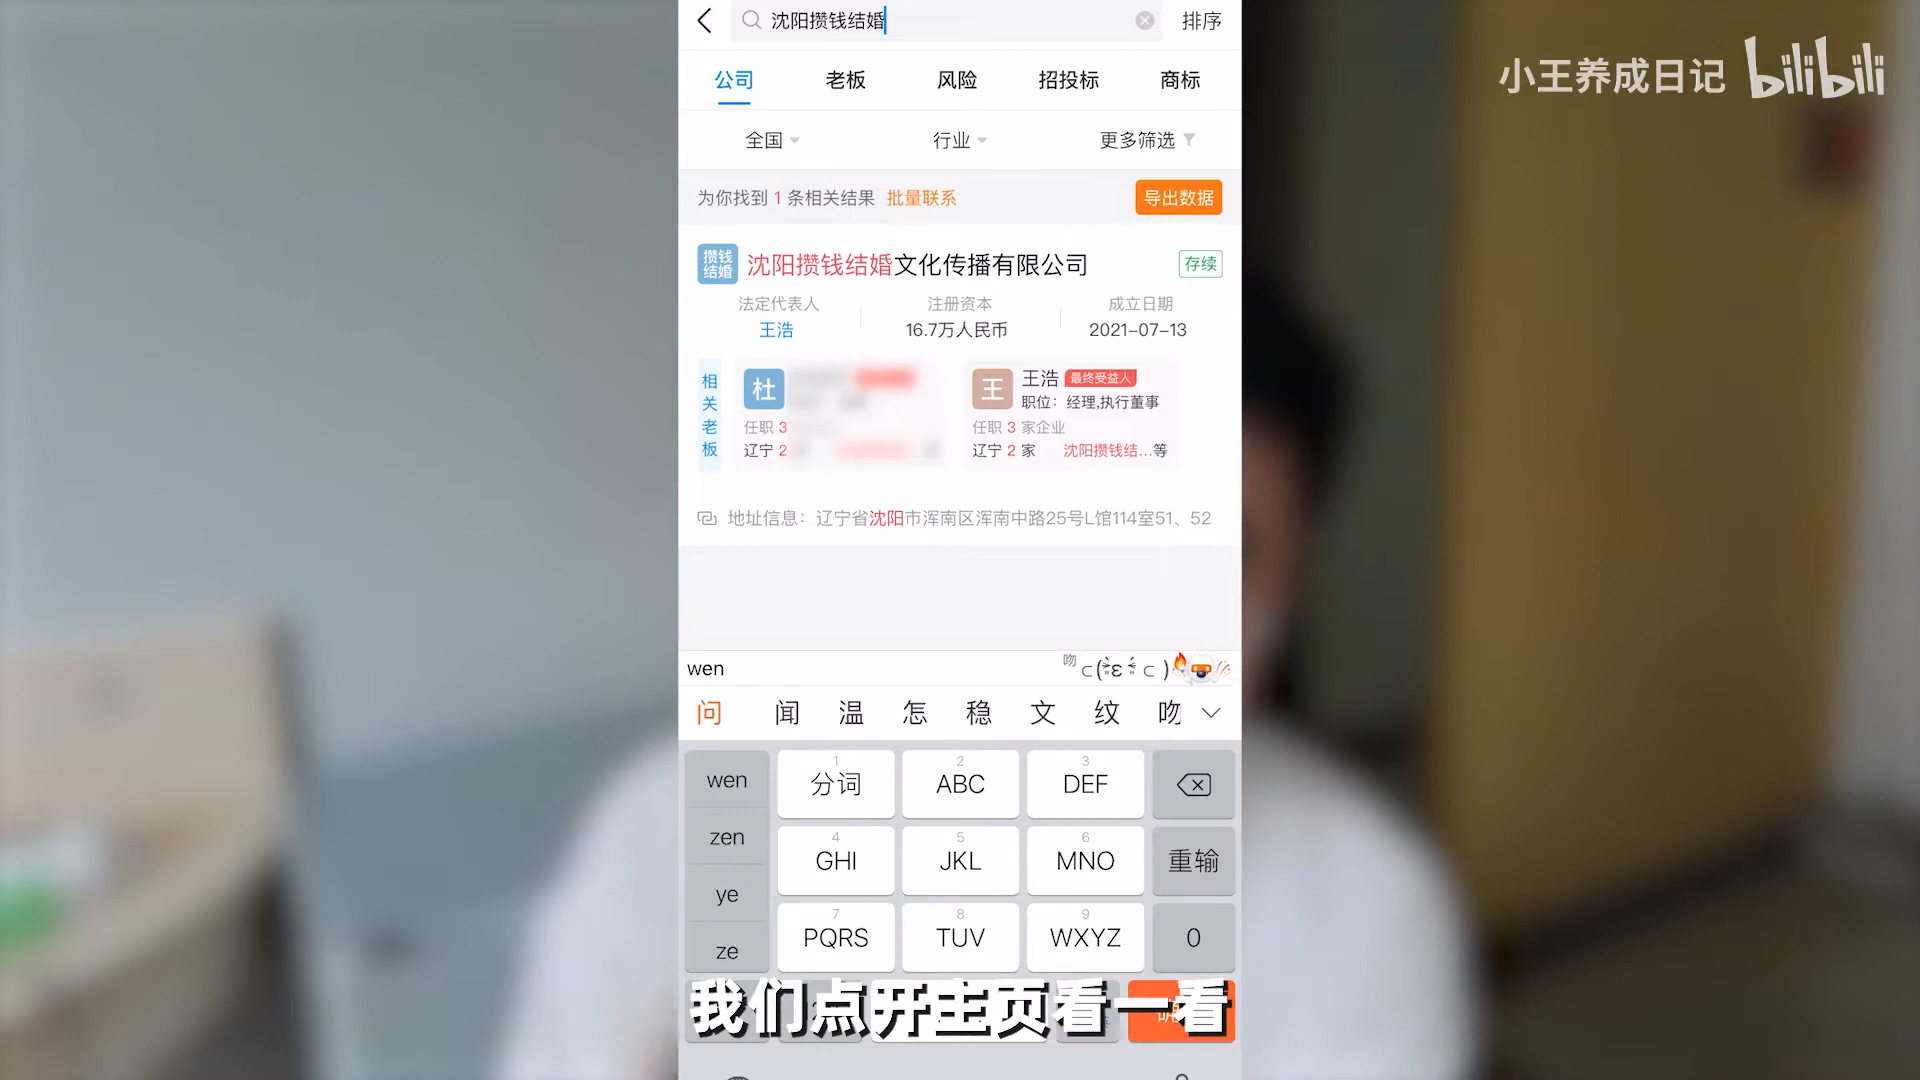 沈阳攒钱结婚
排序
小王养成日记 bilibili
公司 老板 风险 招投标 商标
全国 行业 更多筛选
为你找到 1 条相关结果 批量联系 导出数据
攒钱
结婚
沈阳攒钱结婚文化传播有限公司 存续
法定代表人 注册资本 成立日期
王浩 16.7万人民币 2021-07-13
相关老板
杜
任职 3
辽宁 2
王 王浩 最终受益人
职位：经理,执行董事
任职 3 家企业
辽宁 2 家 沈阳攒钱结...等
地址信息：辽宁省沈阳市浑南区浑南中路25号L馆114室51、52
wen 吻
问 闻 温 怎 稳 文 纹 吻
wen
zen
ye
ze
1 分词 2 ABC 3 DEF
4 GHI 5 JKL 6 MNO 重输
7 PQRS 8 TUV 9 WXYZ 0
我们点开主页看一看